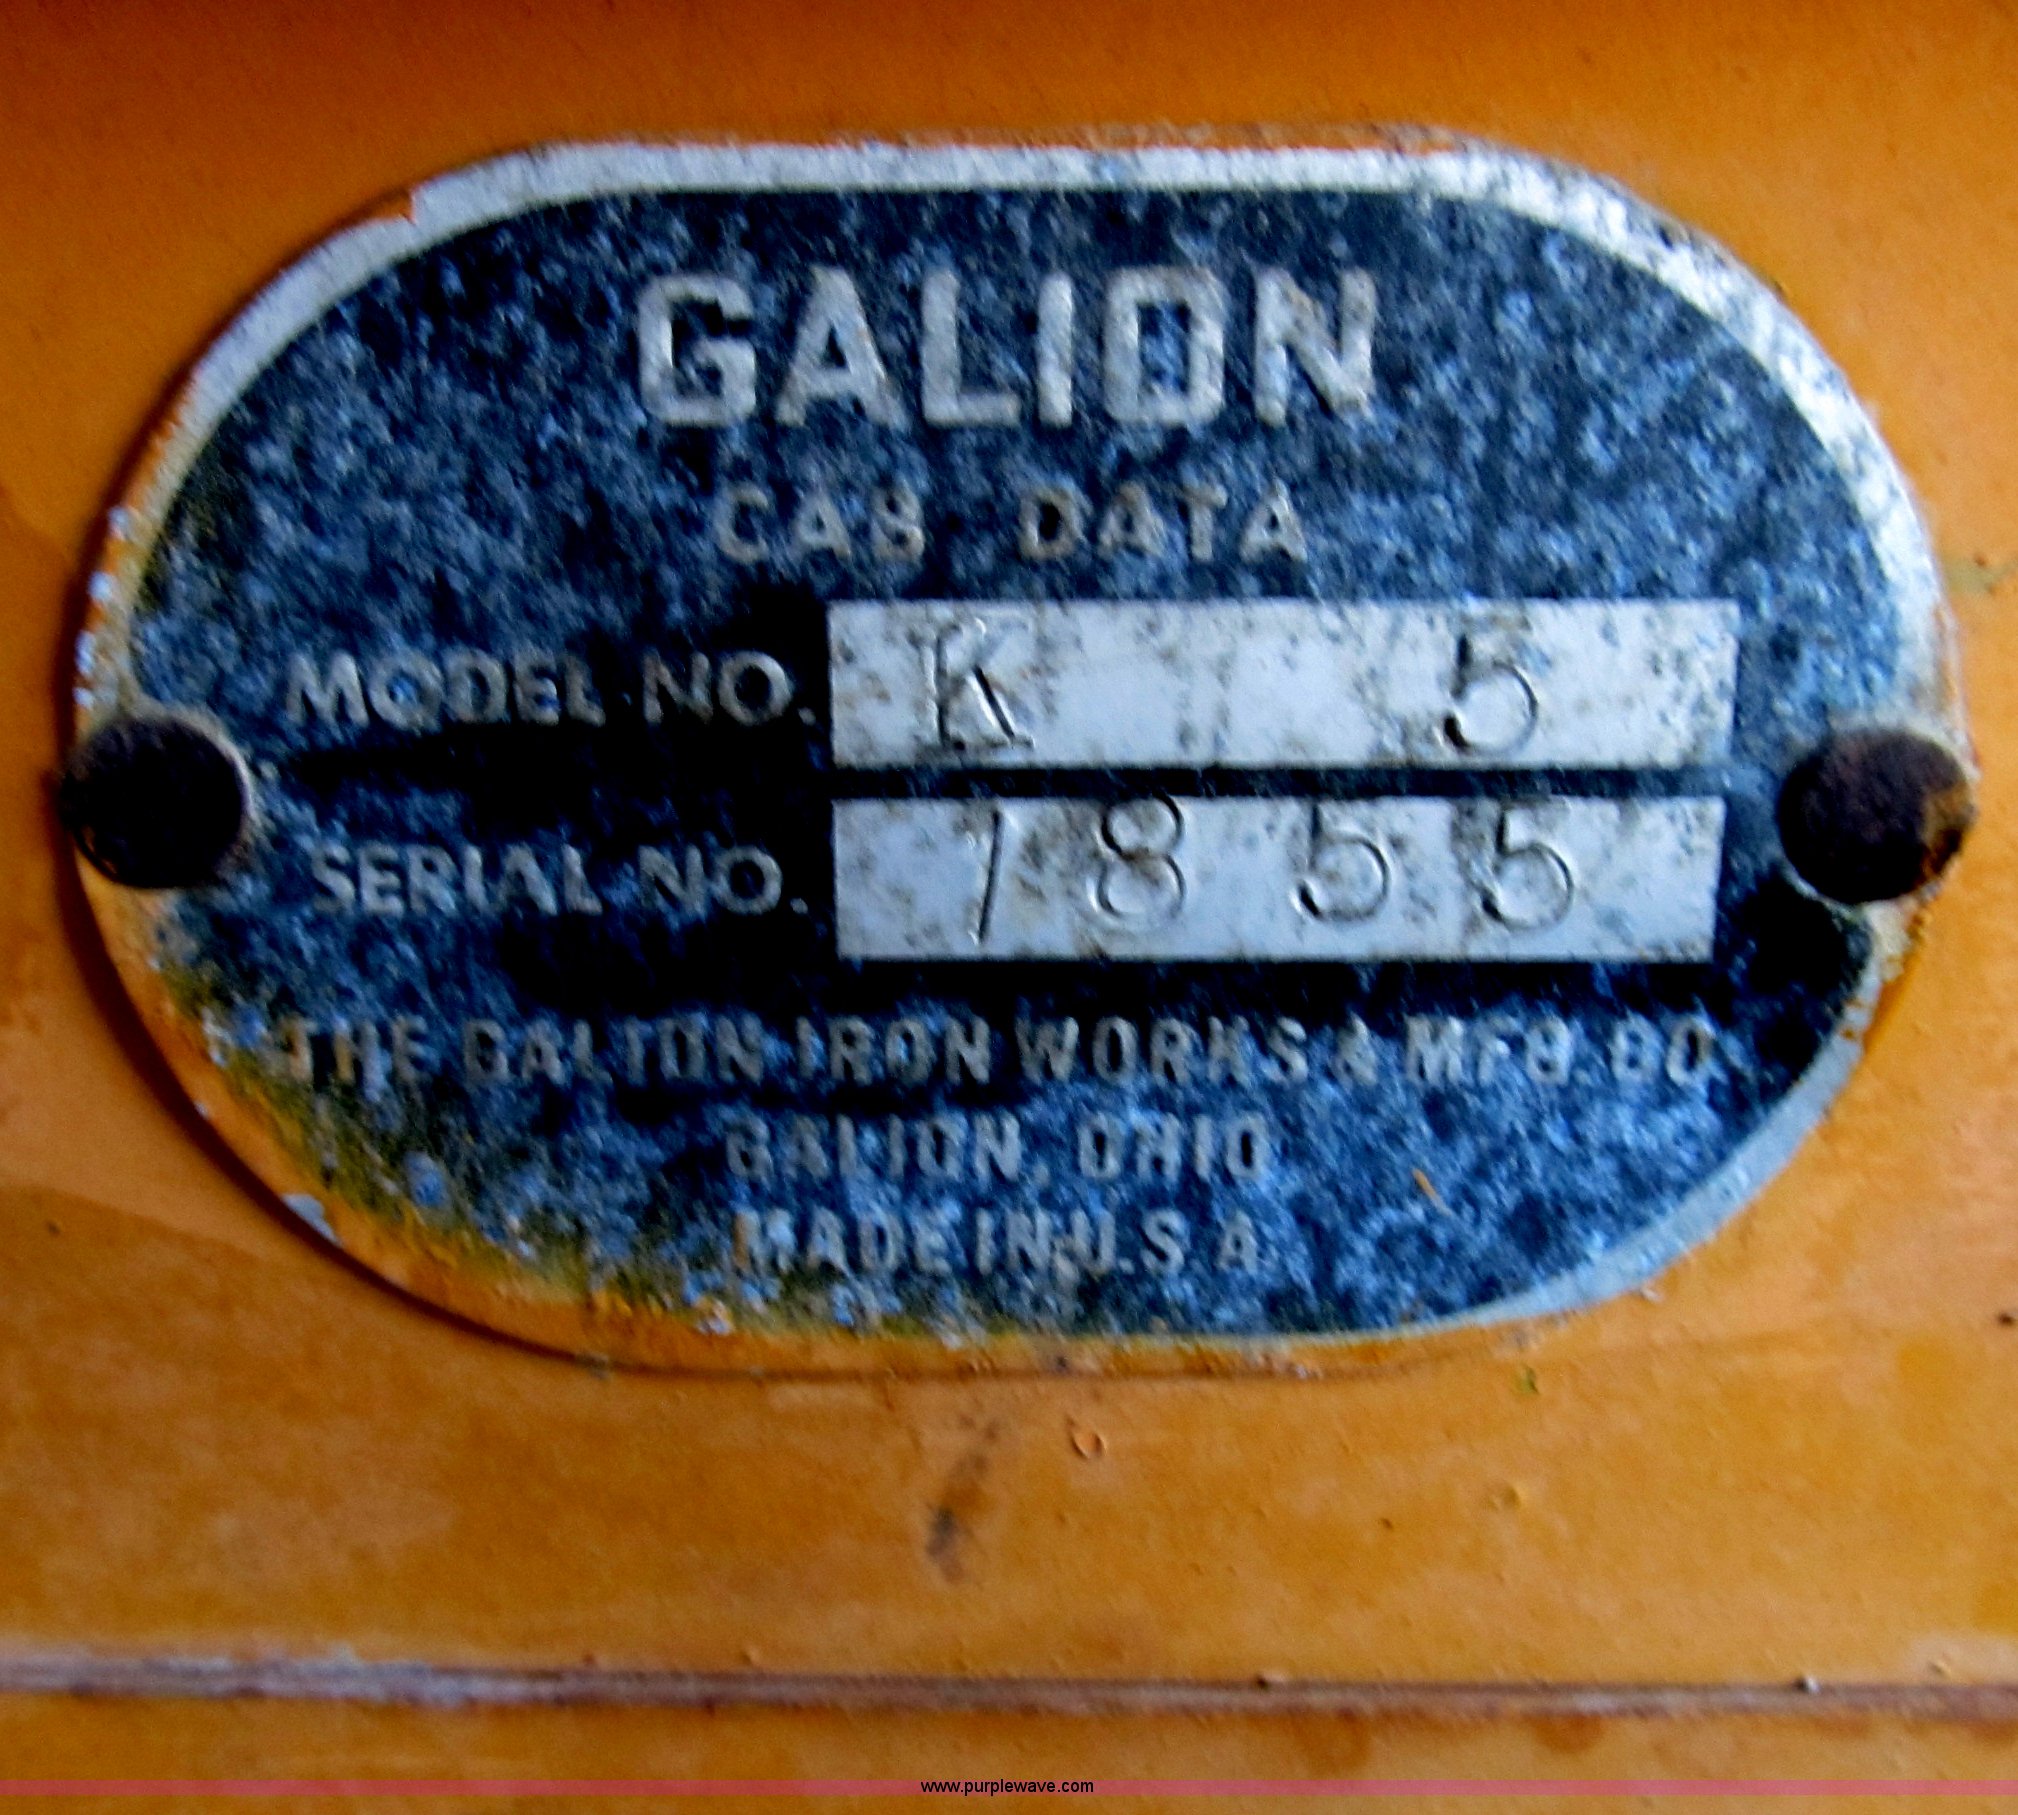 GALION
CAB DATA
MODEL NO. K 5
SERIAL NO. 1855
THE GALION IRON WORKS & MFG. CO
GALION, OHIO
MADE IN U.S.A.
www.purplewave.com